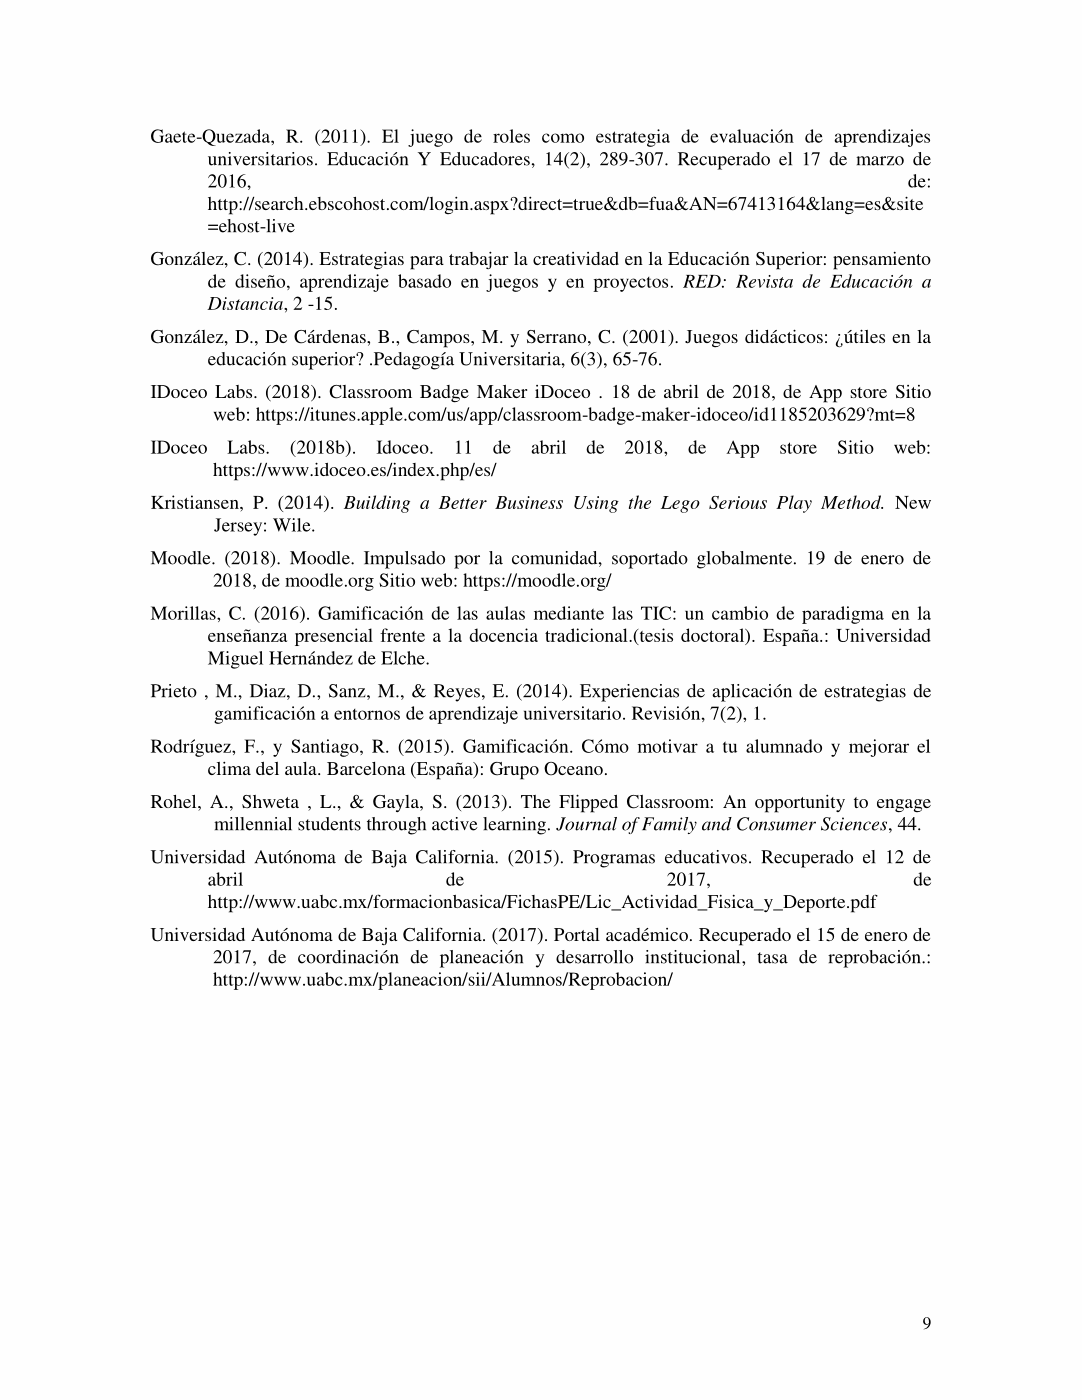 Gaete-Quezada, R. (2011). El juego de roles como estrategia de evaluación de aprendizajes
universitarios. Educación Y Educadores, 14(2), 289-307. Recuperado el 17 de marzo de
2016, de:
http://search.ebscohost.com/login.aspx?direct=true&db=fua&AN=67413164&lang=es&site
=ehost-live
González, C. (2014). Estrategias para trabajar la creatividad en la Educación Superior: pensamiento
de diseño, aprendizaje basado en juegos y en proyectos. RED: Revista de Educación a
Distancia, 2 -15.
González, D., De Cárdenas, B., Campos, M. y Serrano, C. (2001). Juegos didácticos: ¿útiles en la
educación superior? .Pedagogía Universitaria, 6(3), 65-76.
IDoceo Labs. (2018). Classroom Badge Maker iDoceo . 18 de abril de 2018, de App store Sitio
web: https://itunes.apple.com/us/app/classroom-badge-maker-idoceo/id1185203629?mt=8
IDoceo Labs. (2018b). Idoceo. 11 de abril de 2018, de App store Sitio web:
https://www.idoceo.es/index.php/es/
Kristiansen, P. (2014). Building a Better Business Using the Lego Serious Play Method. New
Jersey: Wile.
Moodle. (2018). Moodle. Impulsado por la comunidad, soportado globalmente. 19 de enero de
2018, de moodle.org Sitio web: https://moodle.org/
Morillas, C. (2016). Gamificación de las aulas mediante las TIC: un cambio de paradigma en la
enseñanza presencial frente a la docencia tradicional.(tesis doctoral). España.: Universidad
Miguel Hernández de Elche.
Prieto , M., Diaz, D., Sanz, M., & Reyes, E. (2014). Experiencias de aplicación de estrategias de
gamificación a entornos de aprendizaje universitario. Revisión, 7(2), 1.
Rodríguez, F., y Santiago, R. (2015). Gamificación. Cómo motivar a tu alumnado y mejorar el
clima del aula. Barcelona (España): Grupo Oceano.
Rohel, A., Shweta , L., & Gayla, S. (2013). The Flipped Classroom: An opportunity to engage
millennial students through active learning. Journal of Family and Consumer Sciences, 44.
Universidad Autónoma de Baja California. (2015). Programas educativos. Recuperado el 12 de
abril de 2017, de
http://www.uabc.mx/formacionbasica/FichasPE/Lic_Actividad_Fisica_y_Deporte.pdf
Universidad Autónoma de Baja California. (2017). Portal académico. Recuperado el 15 de enero de
2017, de coordinación de planeación y desarrollo institucional, tasa de reprobación.:
http://www.uabc.mx/planeacion/sii/Alumnos/Reprobacion/
9